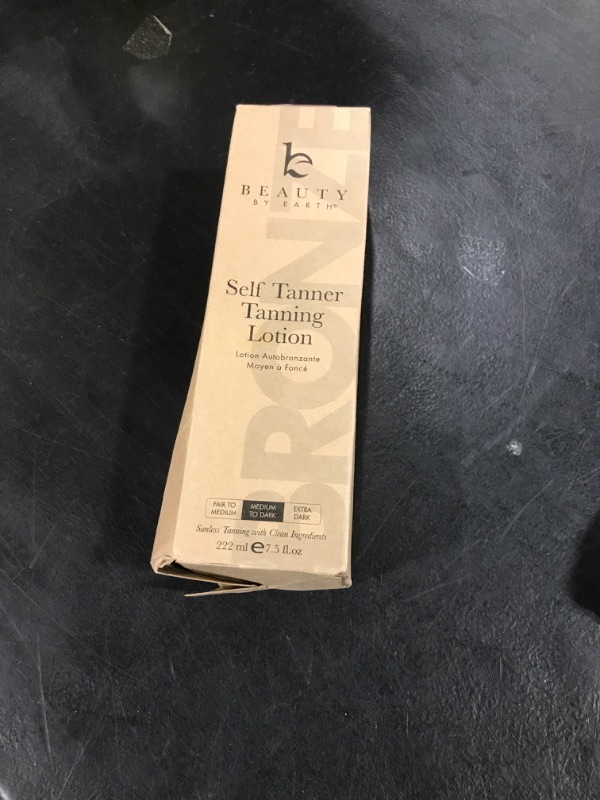 be
BEAUTY
BY EARTH®
BRONZE
Self Tanner
Tanning
Lotion
Lotion Autobronzante
Moyen a Foncé
FAIR TO
MEDIUM
MEDIUM
TO DARK
EXTRA
DARK
Sunless Tanning with Clean Ingredients
222 ml ℮ 7.5 fl.oz